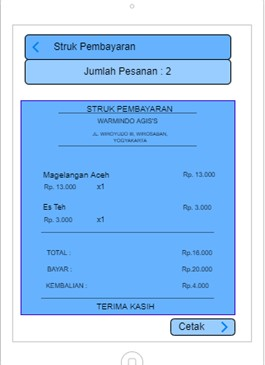 Struk Pembayaran
Jumlah Pesanan : 2
STRUK PEMBAYARAN
WARMINDO AGIS'S
JL. WIROYUDO III, WIROSABAN,
YOGYAKARTA
Magelangan Aceh Rp. 13.000
Rp. 13.000 x1
Es Teh Rp. 3.000
Rp. 3.000 x1
TOTAL : Rp.16.000
BAYAR : Rp.20.000
KEMBALIAN : Rp.4.000
TERIMA KASIH
Cetak